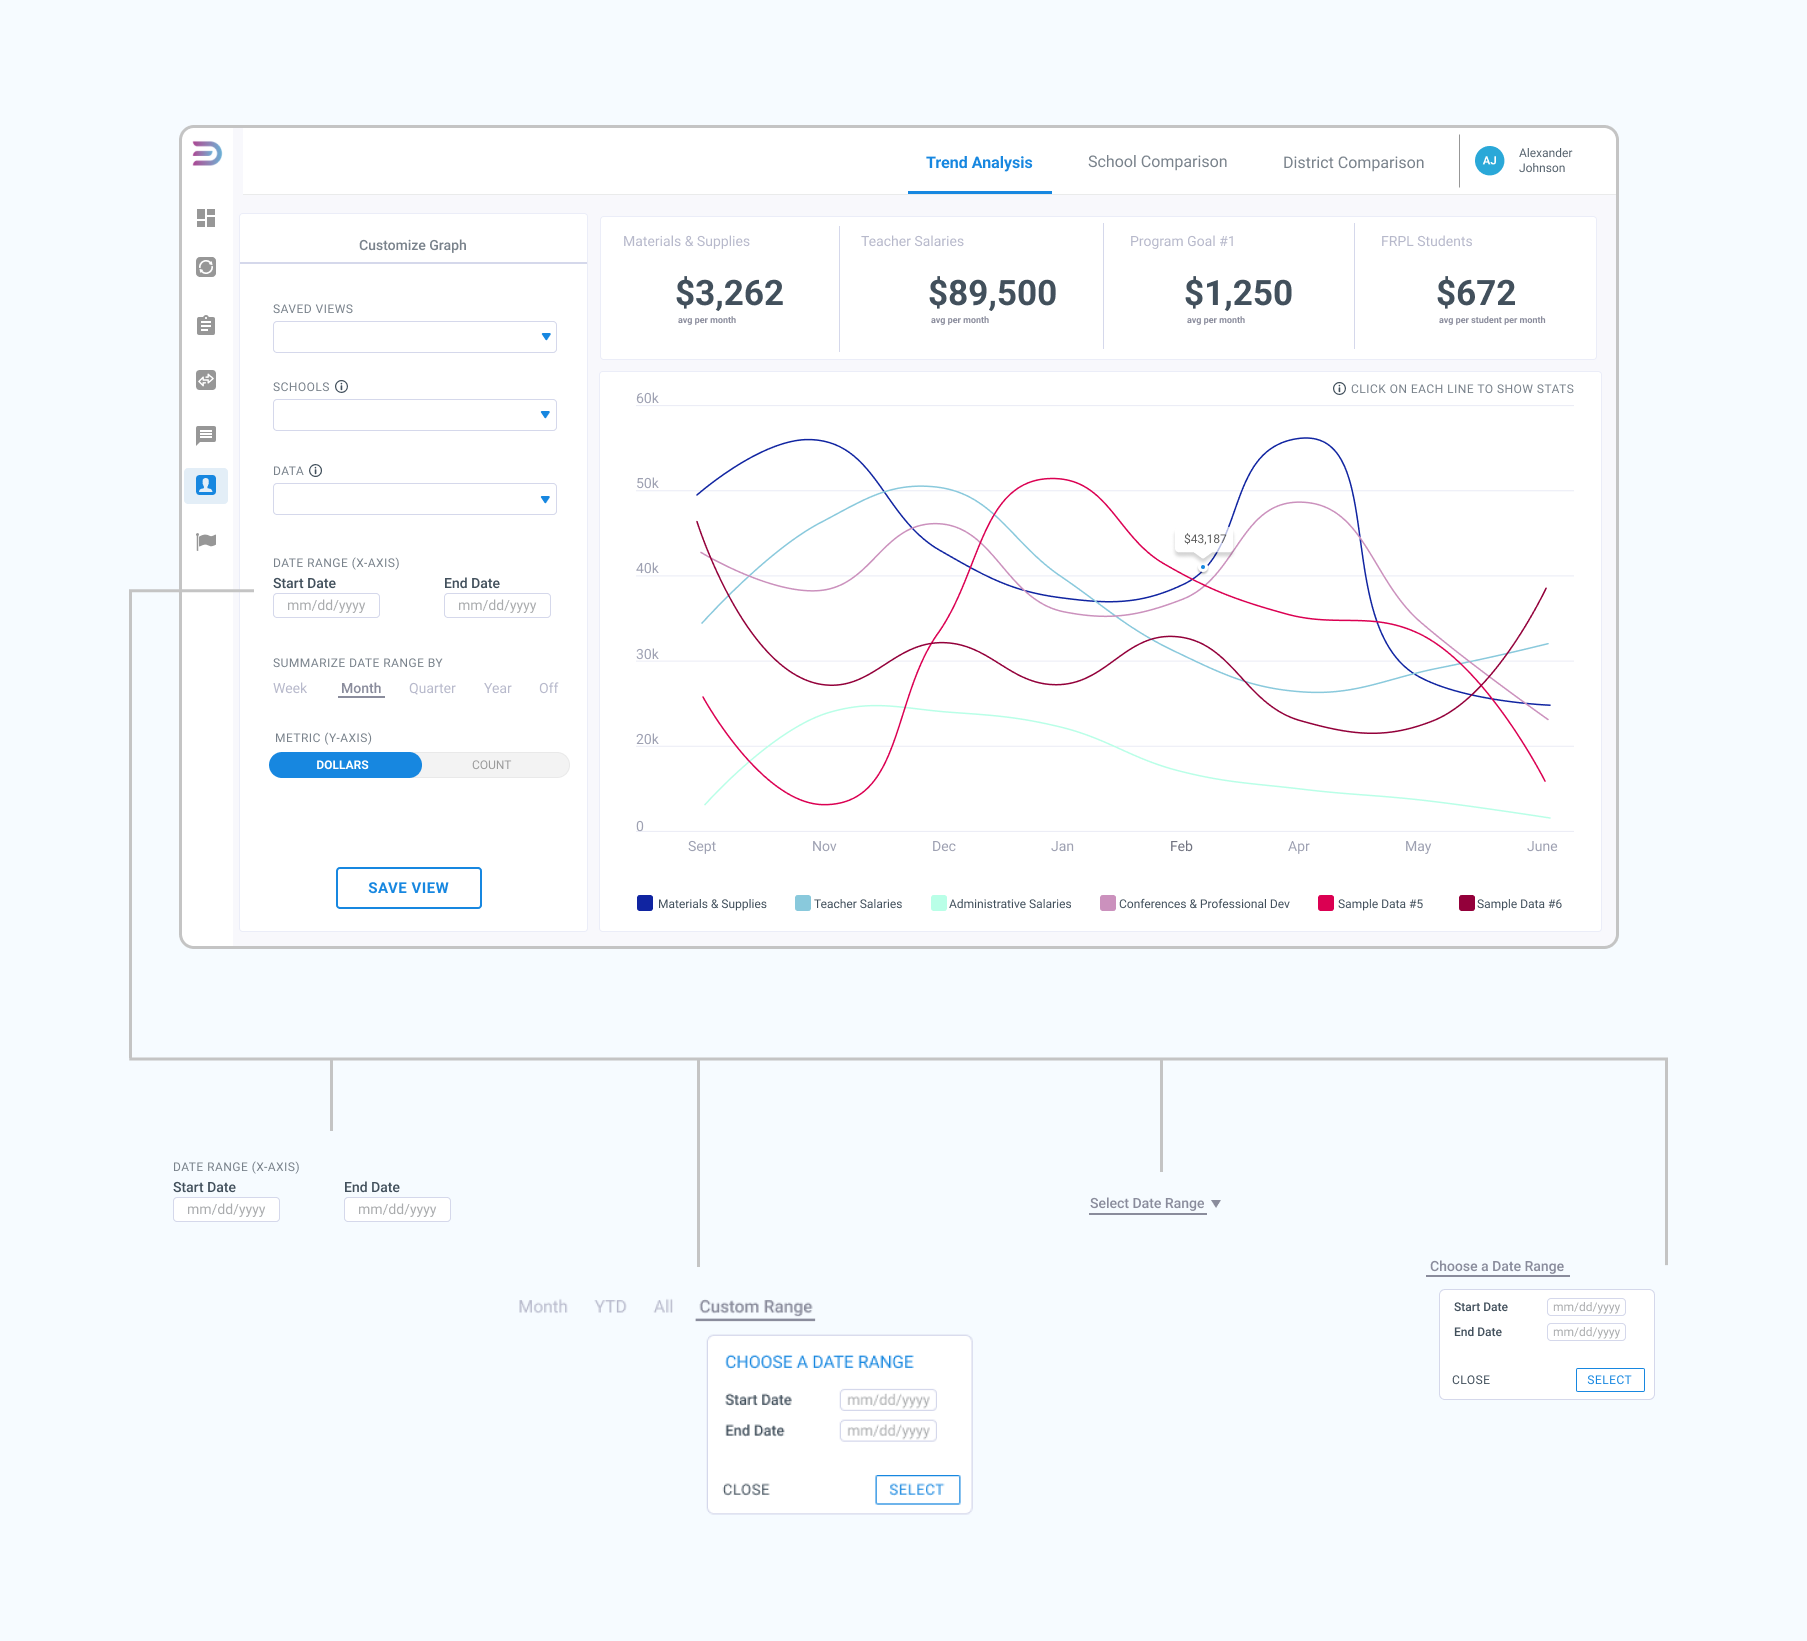 Trend Analysis
School Comparison
District Comparison
AJ
Alexander
Johnson
Customize Graph
SAVED VIEWS
SCHOOLS
DATA
DATE RANGE (X-AXIS)
Start Date
End Date
mm/dd/yyyy
mm/dd/yyyy
SUMMARIZE DATE RANGE BY
Week Month Quarter Year Off
METRIC (Y-AXIS)
DOLLARS
COUNT
SAVE VIEW
Materials & Supplies
$3,262
avg per month
Teacher Salaries
$89,500
avg per month
Program Goal #1
$1,250
avg per month
FRPL Students
$672
avg per student per month
CLICK ON EACH LINE TO SHOW STATS
60k
50k
40k
30k
20k
0
$43,187
Sept Nov Dec Jan Feb Apr May June
Materials & Supplies
Teacher Salaries
Administrative Salaries
Conferences & Professional Dev
Sample Data #5
Sample Data #6
DATE RANGE (X-AXIS)
Start Date
End Date
mm/dd/yyyy
mm/dd/yyyy
Month YTD All Custom Range
CHOOSE A DATE RANGE
Start Date mm/dd/yyyy
End Date mm/dd/yyyy
CLOSE SELECT
Select Date Range
Choose a Date Range
Start Date mm/dd/yyyy
End Date mm/dd/yyyy
CLOSE SELECT